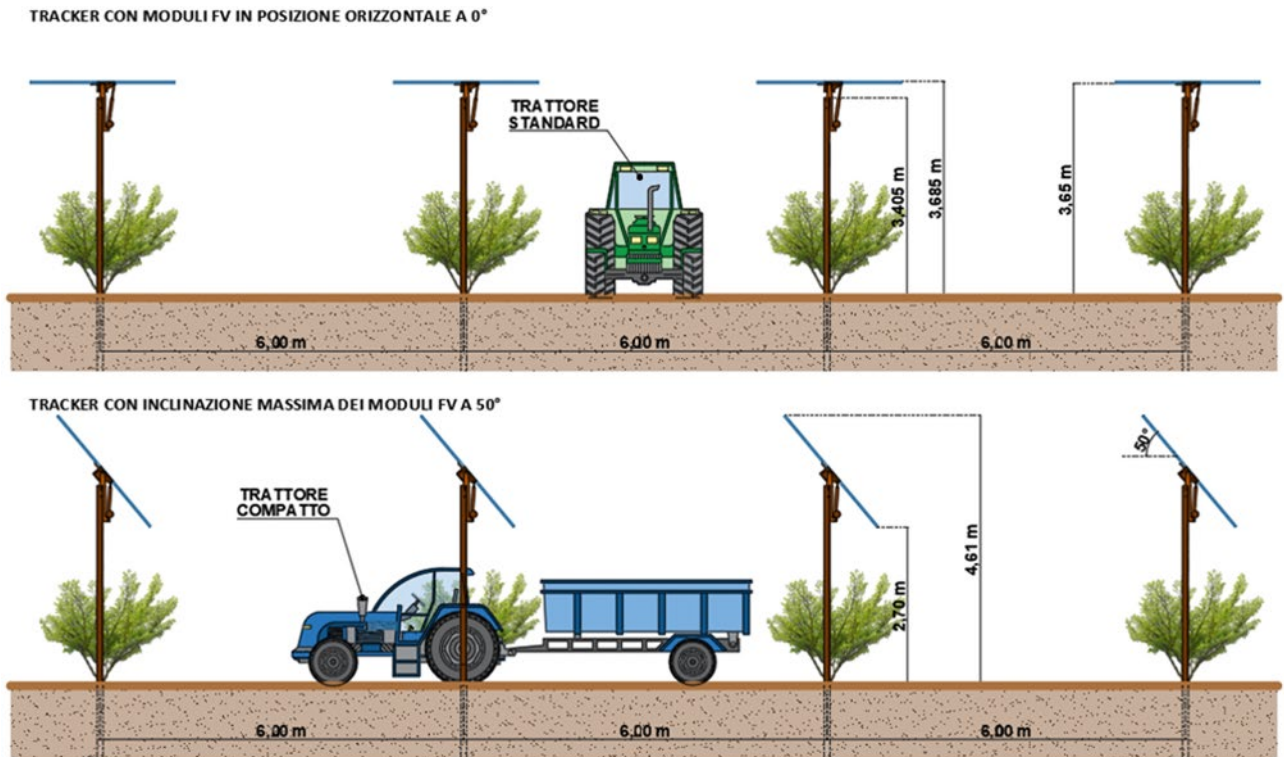 TRACKER CON MODULI FV IN POSIZIONE ORIZZONTALE A 0°
TRATTORE
STANDARD
3,405 m
3,685 m
3,65 m
6,00 m
6,00 m
6,00 m
TRACKER CON INCLINAZIONE MASSIMA DEI MODULI FV A 50°
TRATTORE
COMPATTO
2,70 m
4,61 m
50°
6,00 m
6,00 m
6,00 m